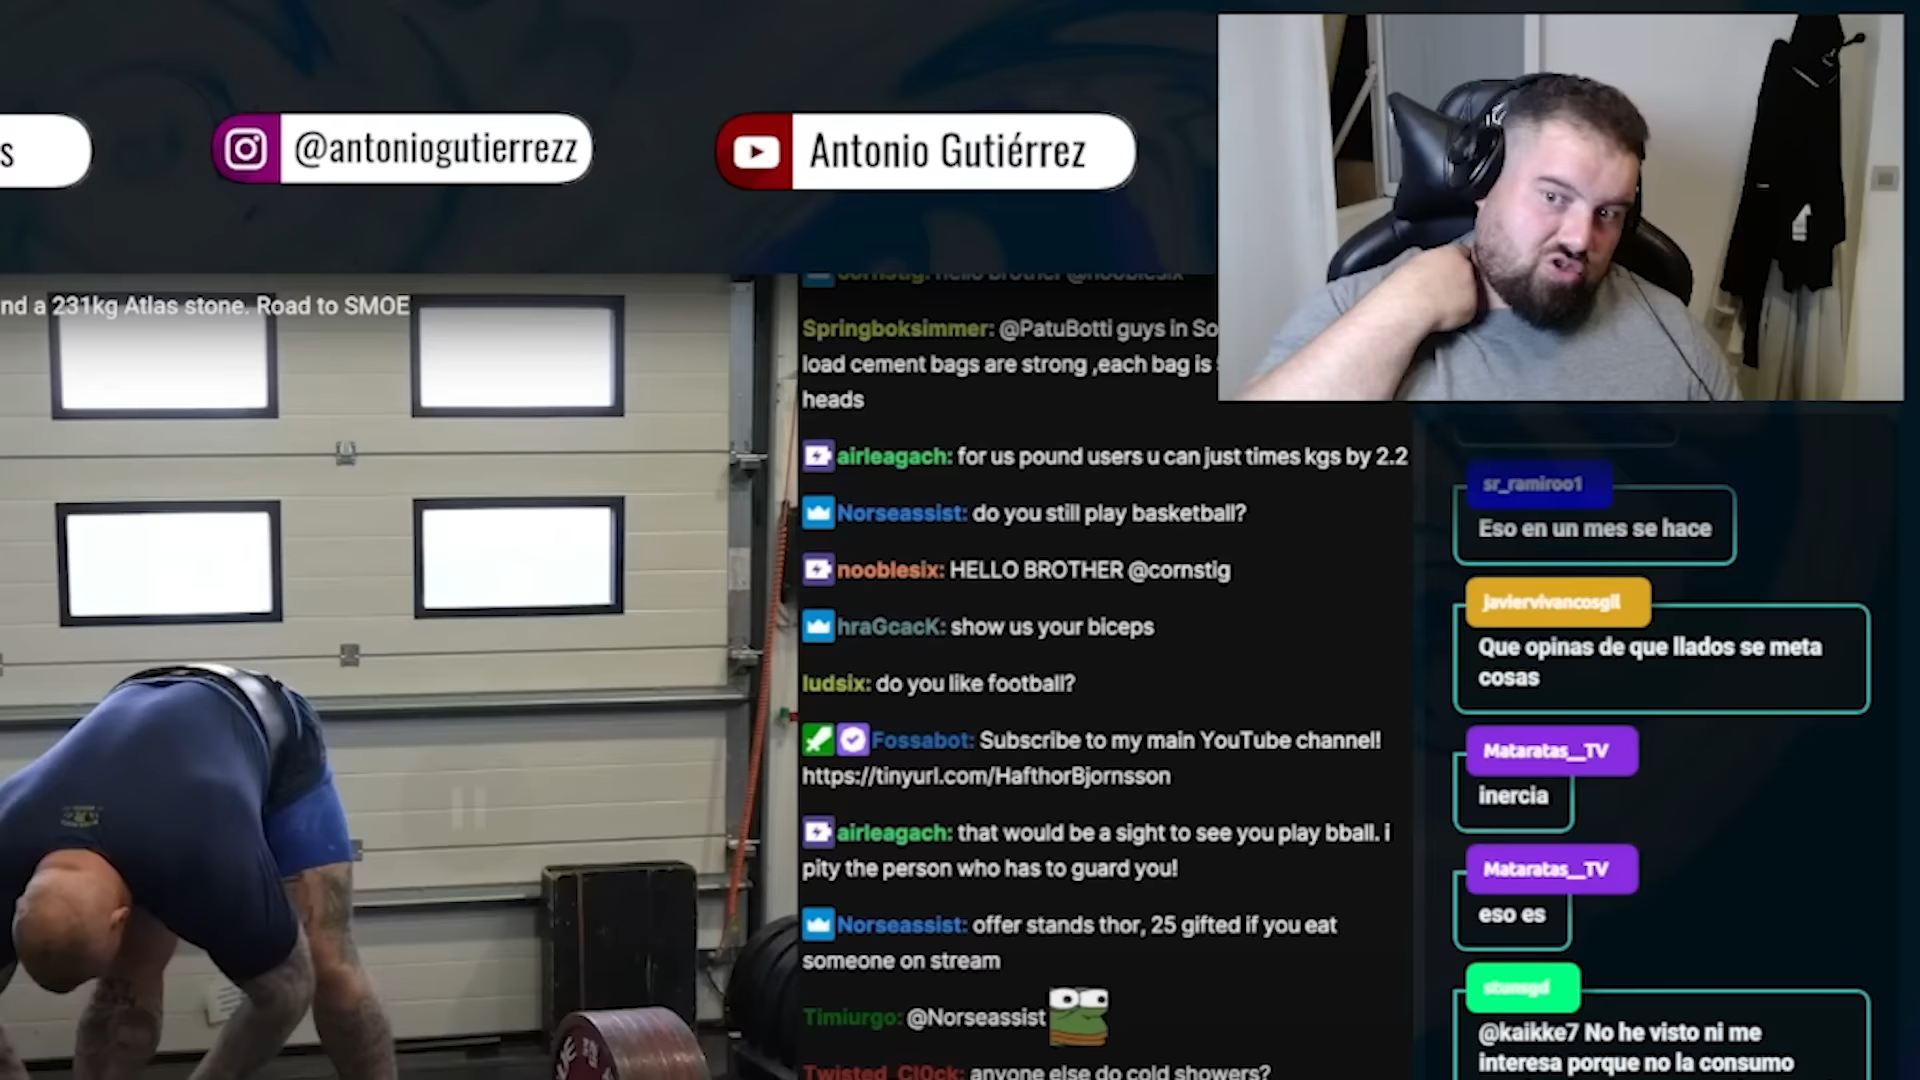 s
@antoniogutierrezz
Antonio Gutiérrez
nd a 231kg Atlas stone. Road to SMOE
cornstig: hello brother @nooblesix
Springboksimmer: @PatuBotti guys in So
load cement bags are strong ,each bag is
heads
airleagach: for us pound users u can just times kgs by 2.2
Norseassist: do you still play basketball?
nooblesix: HELLO BROTHER @cornstig
hraGcacK: show us your biceps
ludsix: do you like football?
Fossabot: Subscribe to my main YouTube channel!
https://tinyurl.com/HafthorBjornsson
airleagach: that would be a sight to see you play bball. i
pity the person who has to guard you!
Norseassist: offer stands thor, 25 gifted if you eat
someone on stream
Timiurgo: @Norseassist
Twisted_Cl0ck: anyone else do cold showers?
sr_ramiroo1
Eso en un mes se hace
javiervivancosgil
Que opinas de que llados se meta
cosas
Mataratas__TV
inercia
Mataratas__TV
eso es
stunsgd
@kaikke7 No he visto ni me
interesa porque no la consumo